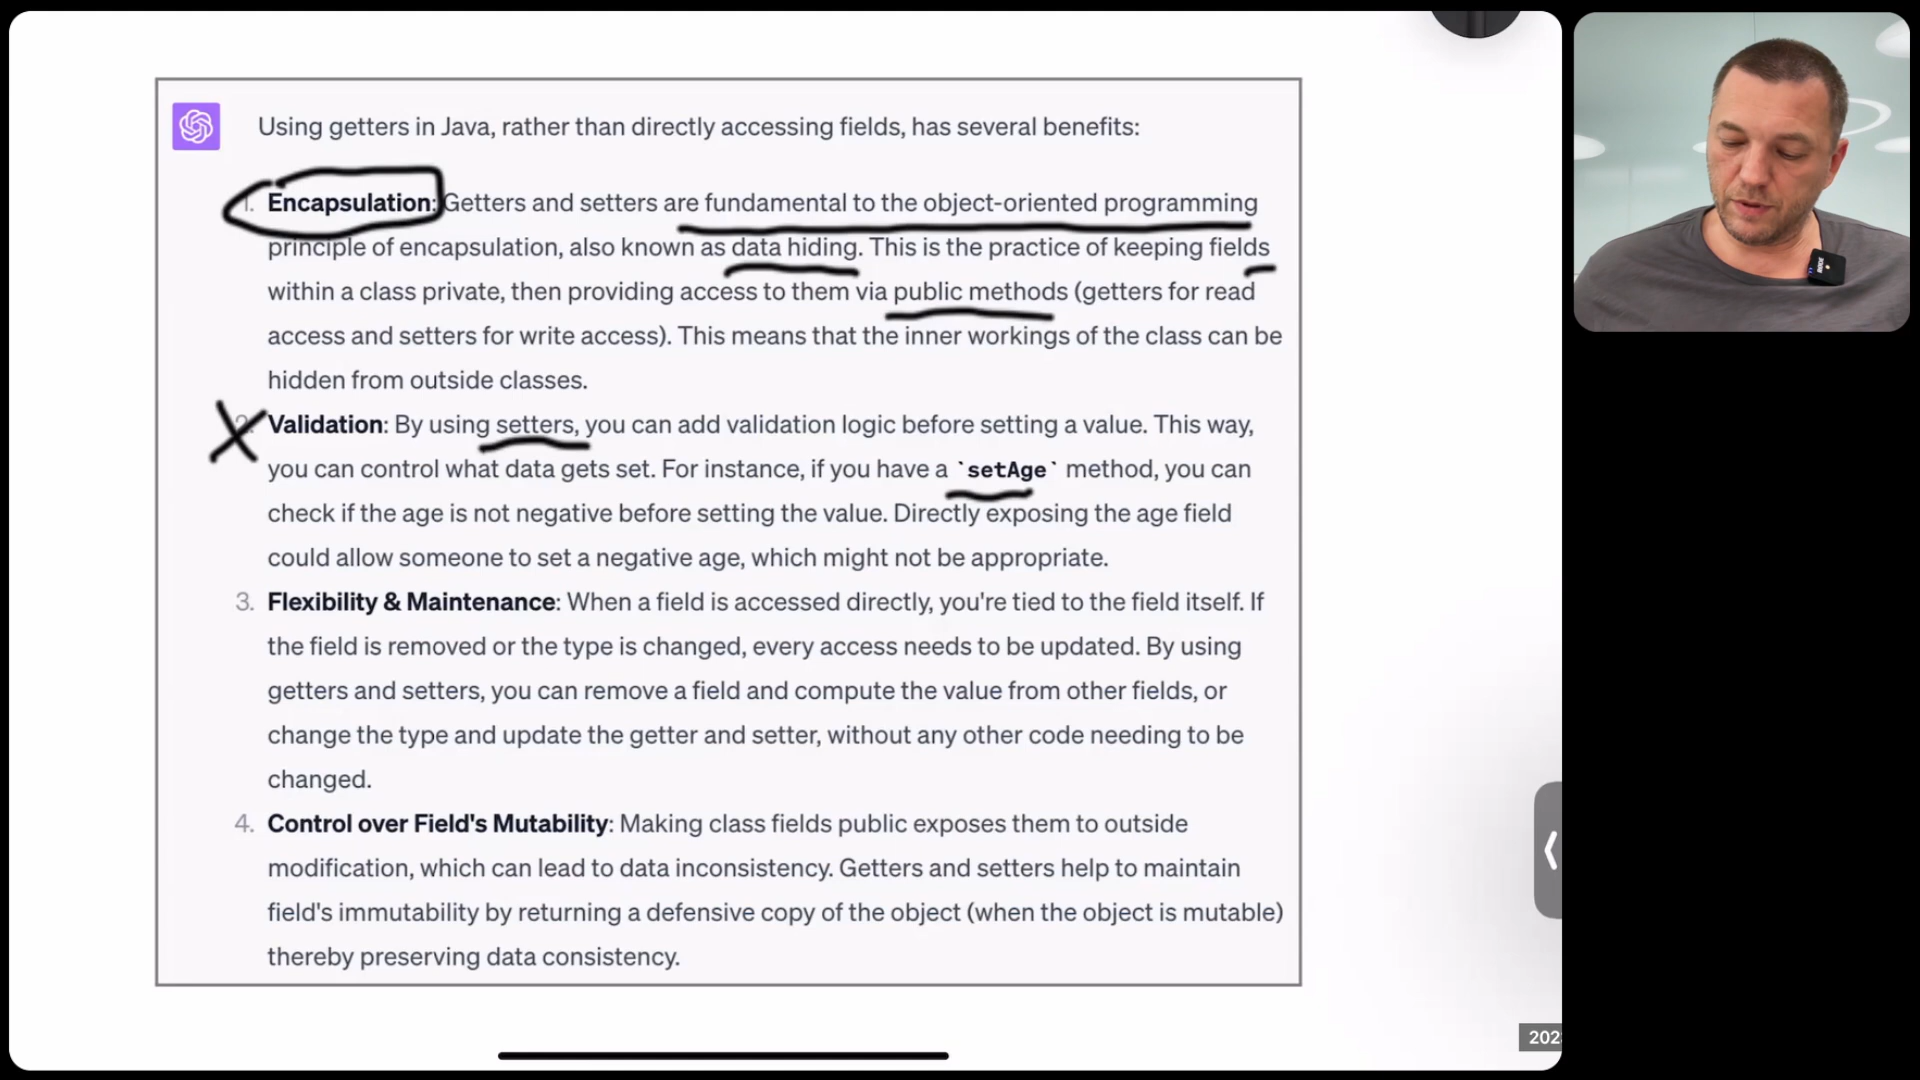 Using getters in Java, rather than directly accessing fields, has several benefits:
1. Encapsulation: Getters and setters are fundamental to the object-oriented programming
principle of encapsulation, also known as data hiding. This is the practice of keeping fields
within a class private, then providing access to them via public methods (getters for read
access and setters for write access). This means that the inner workings of the class can be
hidden from outside classes.
2. Validation: By using setters, you can add validation logic before setting a value. This way,
you can control what data gets set. For instance, if you have a `setAge` method, you can
check if the age is not negative before setting the value. Directly exposing the age field
could allow someone to set a negative age, which might not be appropriate.
3. Flexibility & Maintenance: When a field is accessed directly, you're tied to the field itself. If
the field is removed or the type is changed, every access needs to be updated. By using
getters and setters, you can remove a field and compute the value from other fields, or
change the type and update the getter and setter, without any other code needing to be
changed.
4. Control over Field's Mutability: Making class fields public exposes them to outside
modification, which can lead to data inconsistency. Getters and setters help to maintain
field's immutability by returning a defensive copy of the object (when the object is mutable)
thereby preserving data consistency.
202